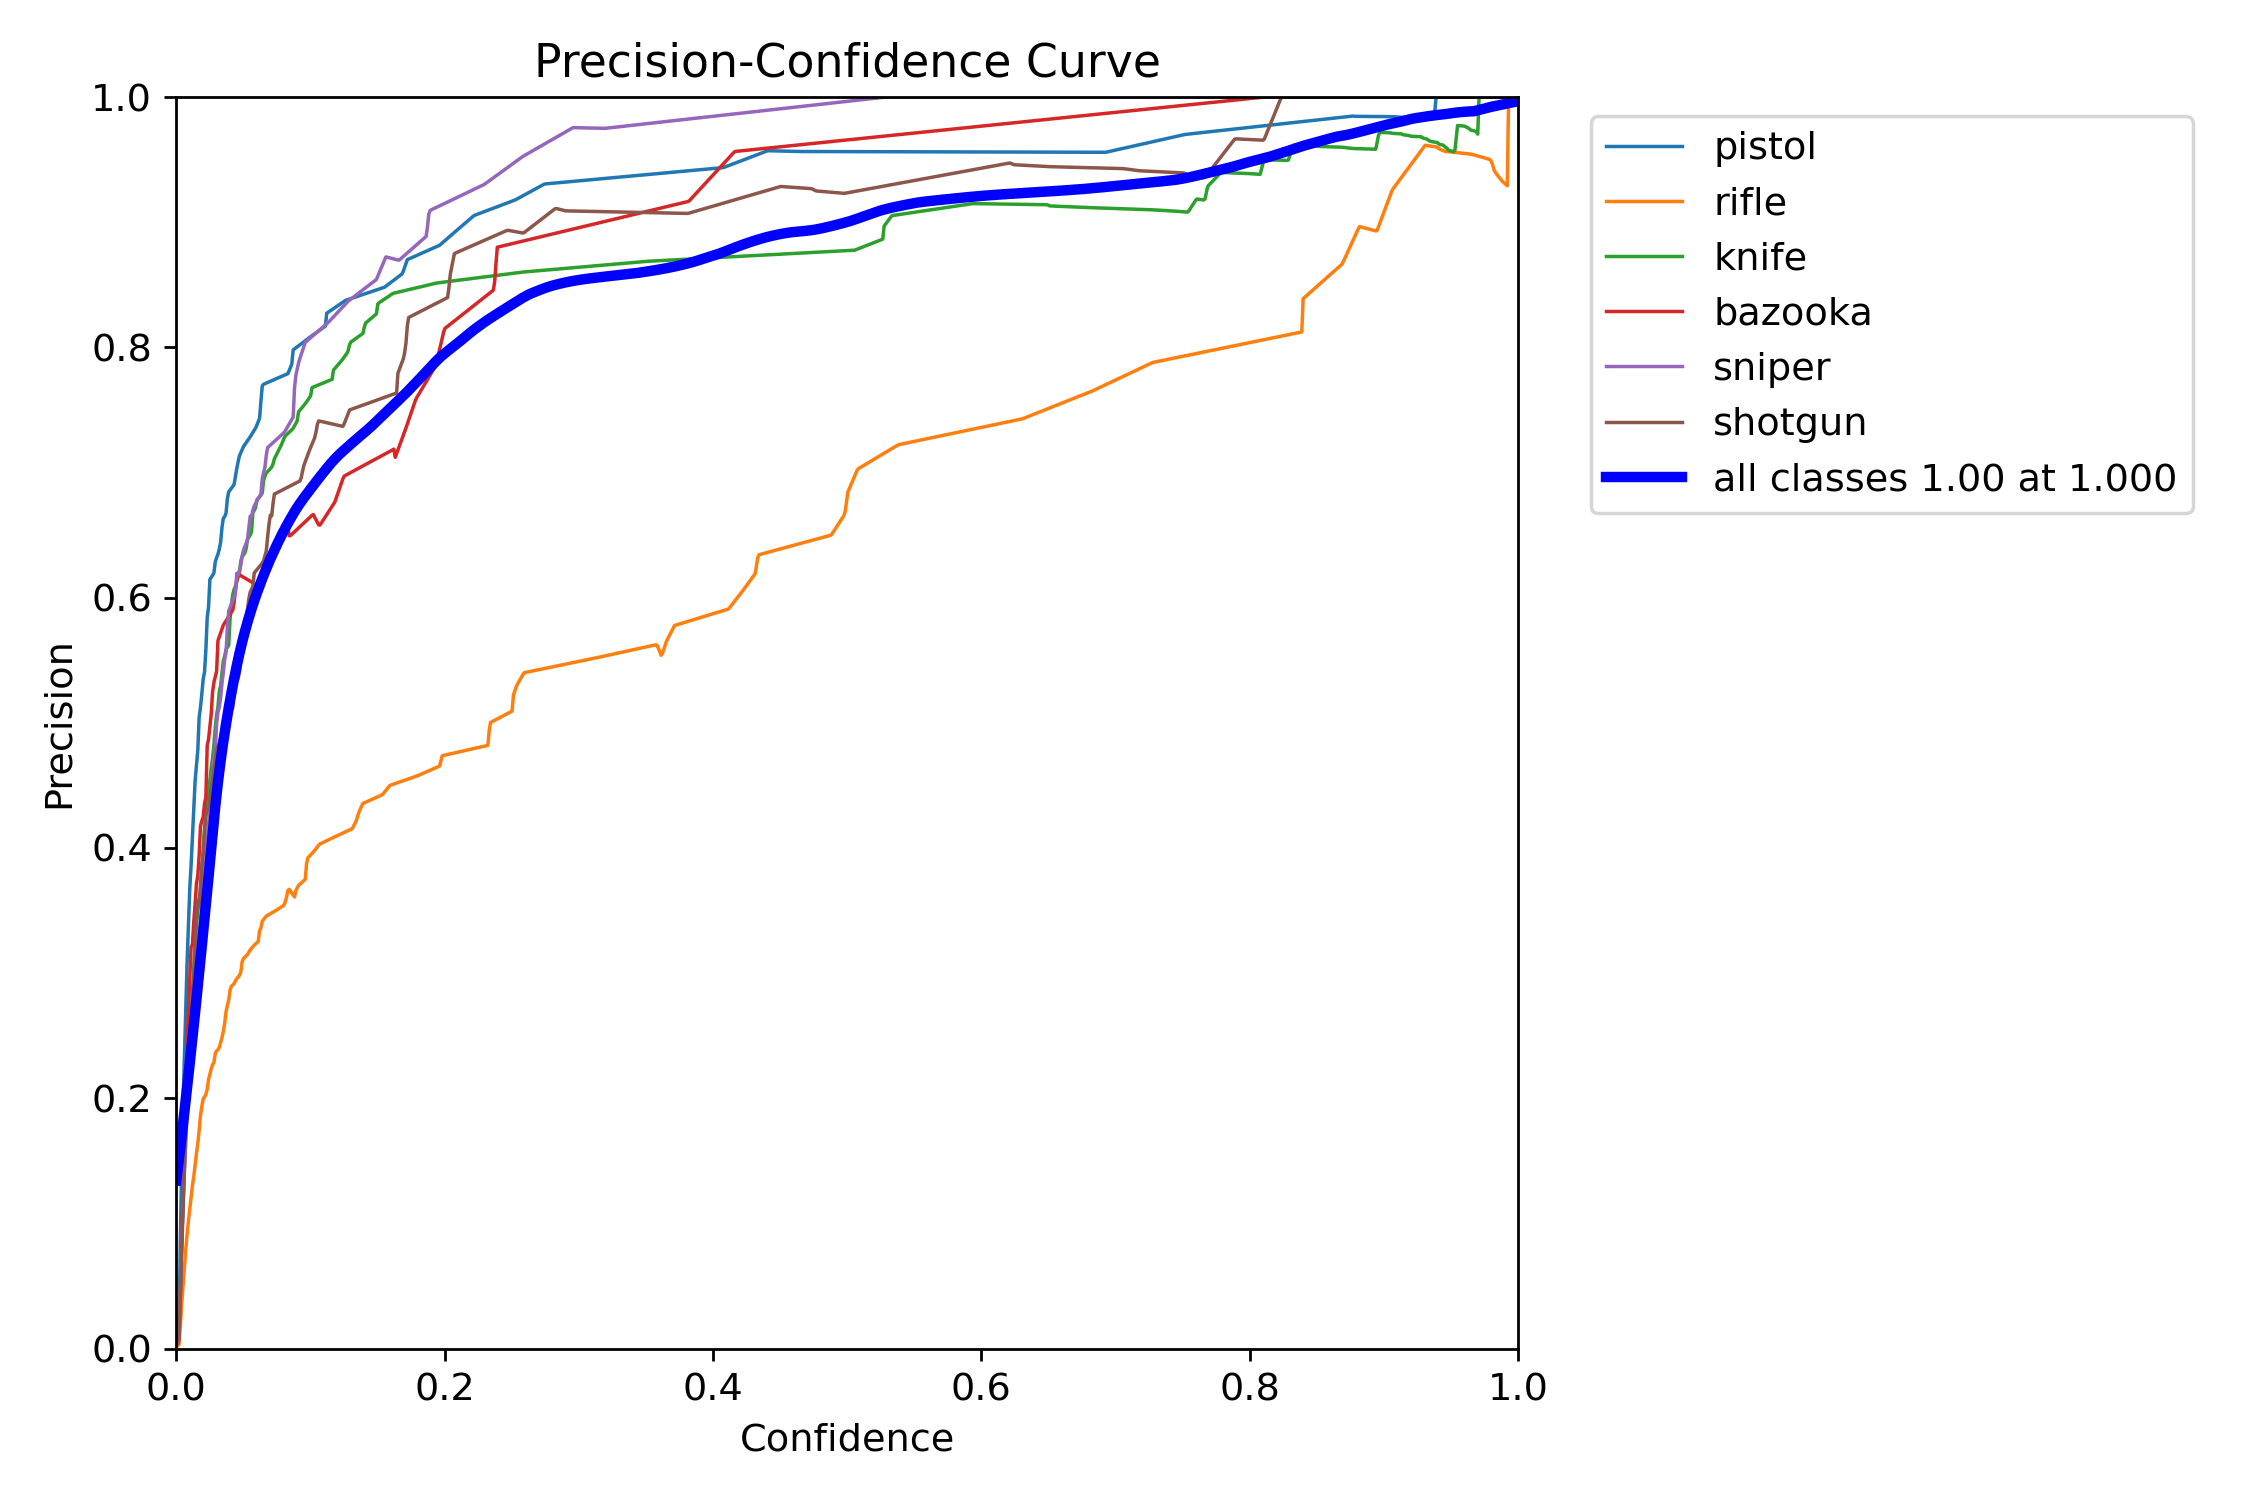 Precision-Confidence Curve
1.0
0.8
0.6
0.4
0.2
0.0
Precision
0.0 0.2 0.4 0.6 0.8 1.0
Confidence
pistol
rifle
knife
bazooka
sniper
shotgun
all classes 1.00 at 1.000